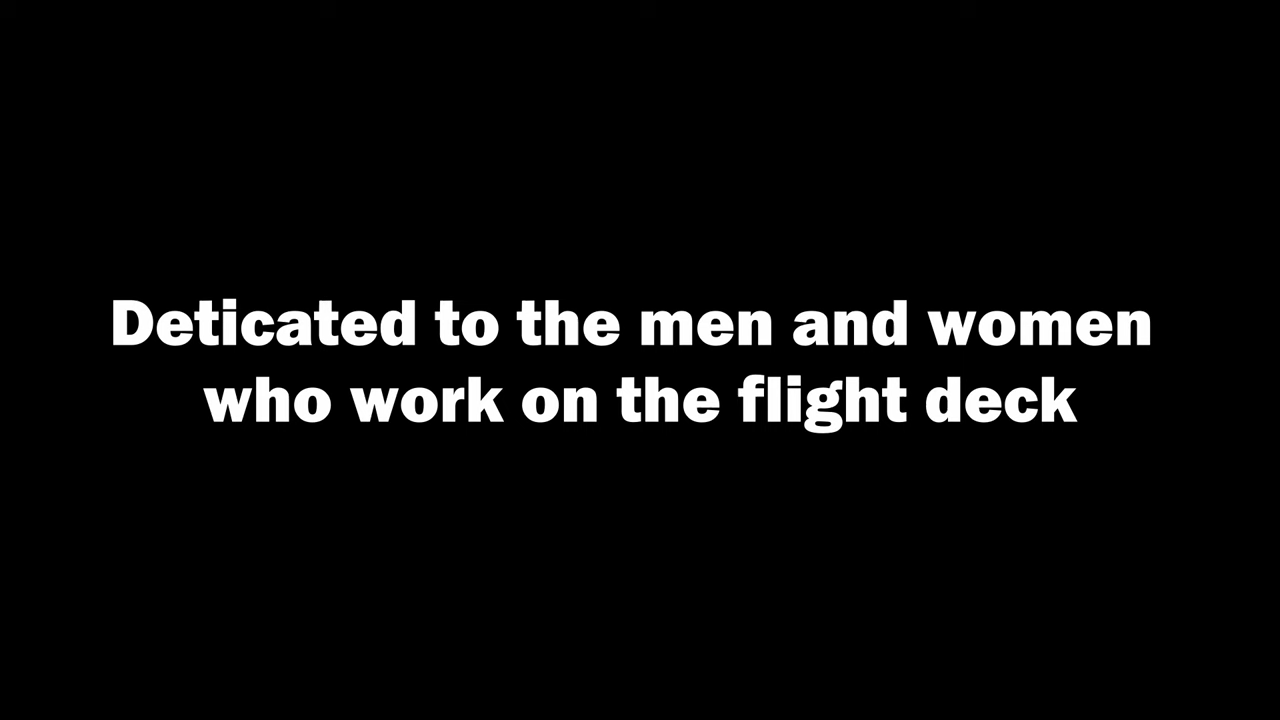 Deticated to the men and women
who work on the flight deck